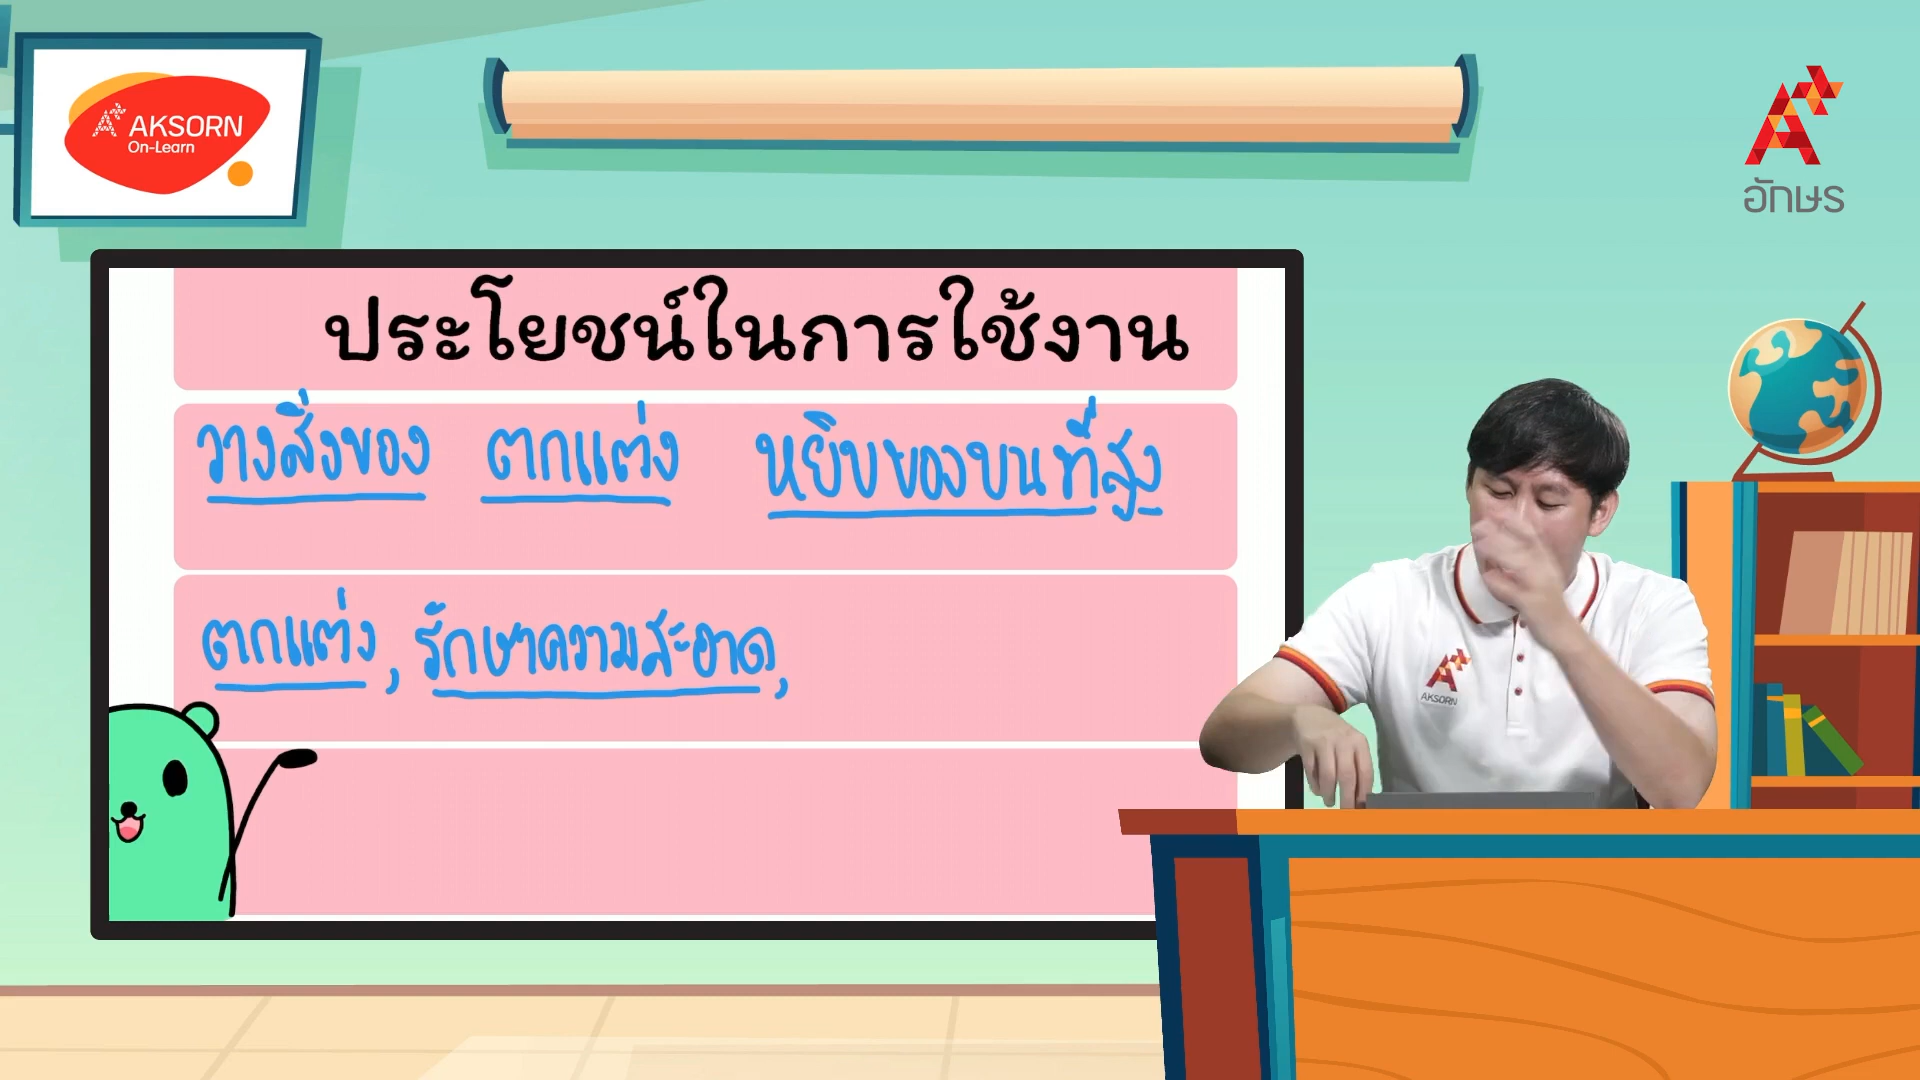 AKSORN
On-Learn
อักษร
ประโยชน์ในการใช้งาน
วางสิ่งของ ตกแต่ง หยิบของบนที่สูง
ตกแต่ง, รักษาความสะอาด,
AKSORN